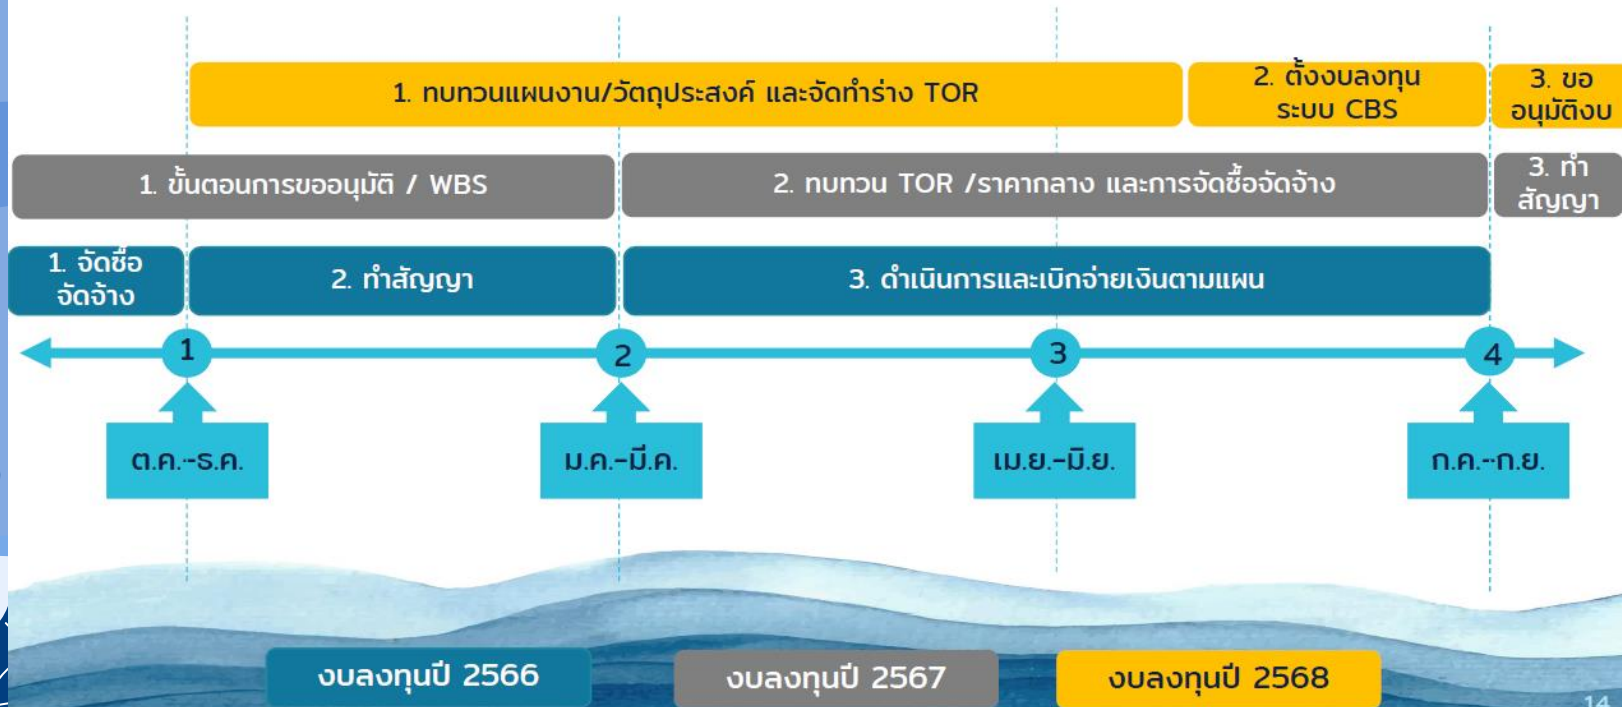 1. ทบทวนแผนงาน/วัตถุประสงค์ และจัดทำร่าง TOR
2. ตั้งงบลงทุน
ระบบ CBS
3. ขอ
อนุมัติงบ
1. ขั้นตอนการขออนุมัติ / WBS
2. ทบทวน TOR /ราคากลาง และการจัดซื้อจัดจ้าง
3. ทำ
สัญญา
1. จัดซื้อ
จัดจ้าง
2. ทำสัญญา
3. ดำเนินการและเบิกจ่ายเงินตามแผน
1
2
3
4
ต.ค.-ธ.ค.
ม.ค.-มี.ค.
เม.ย.-มิ.ย.
ก.ค.-ก.ย.
งบลงทุนปี 2566
งบลงทุนปี 2567
งบลงทุนปี 2568
14